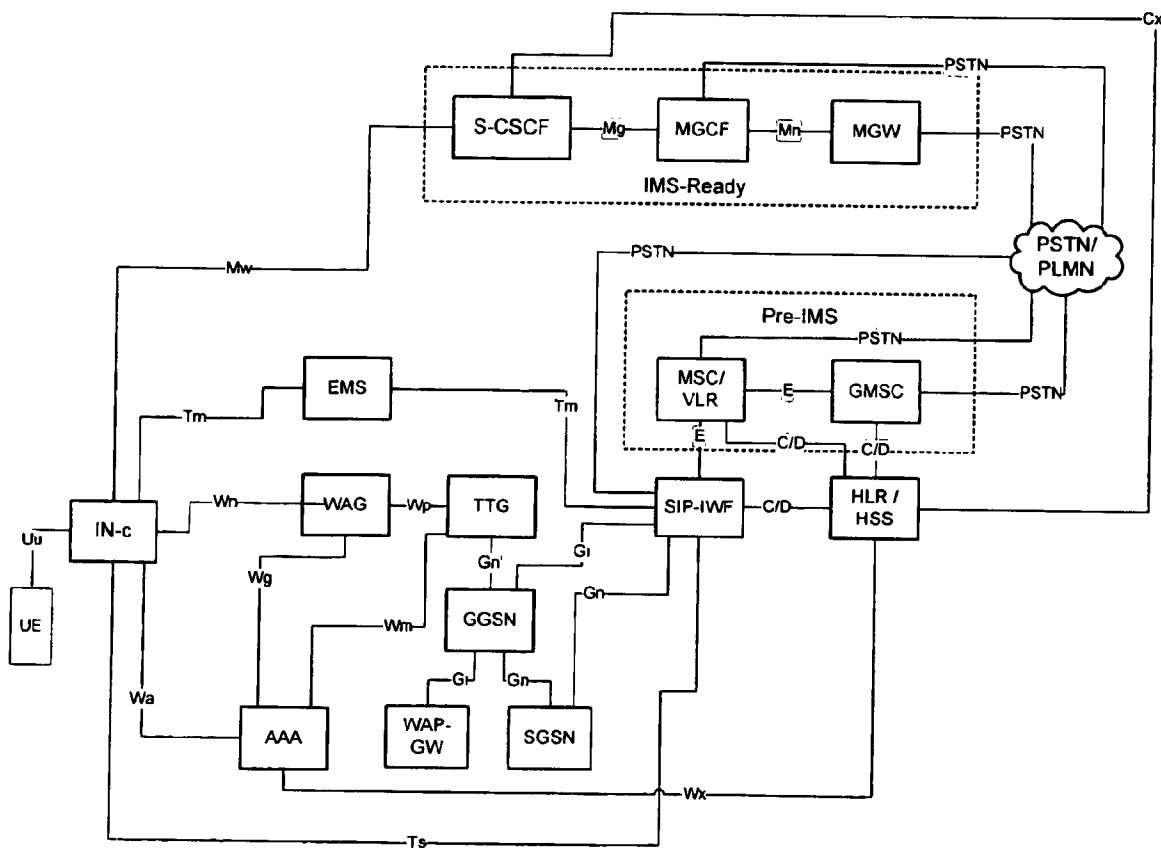 Cx
PSTN
S-CSCF
Mg
MGCF
Mn
MGW
PSTN
IMS-Ready
PSTN
PSTN/
PLMN
Mw
Pre-IMS
PSTN
EMS
MSC/
VLR
E
GMSC
PSTN
Tm
Tm
E
C/D
C/D
Wn
WAG
Wp
TTG
SIP-IWF
C/D
HLR /
HSS
IN-c
Uu
Gn'
Gi
Wg
Gn
UE
GGSN
Wm
Gi
Gn
Wa
AAA
WAP-
GW
SGSN
Wx
Ts